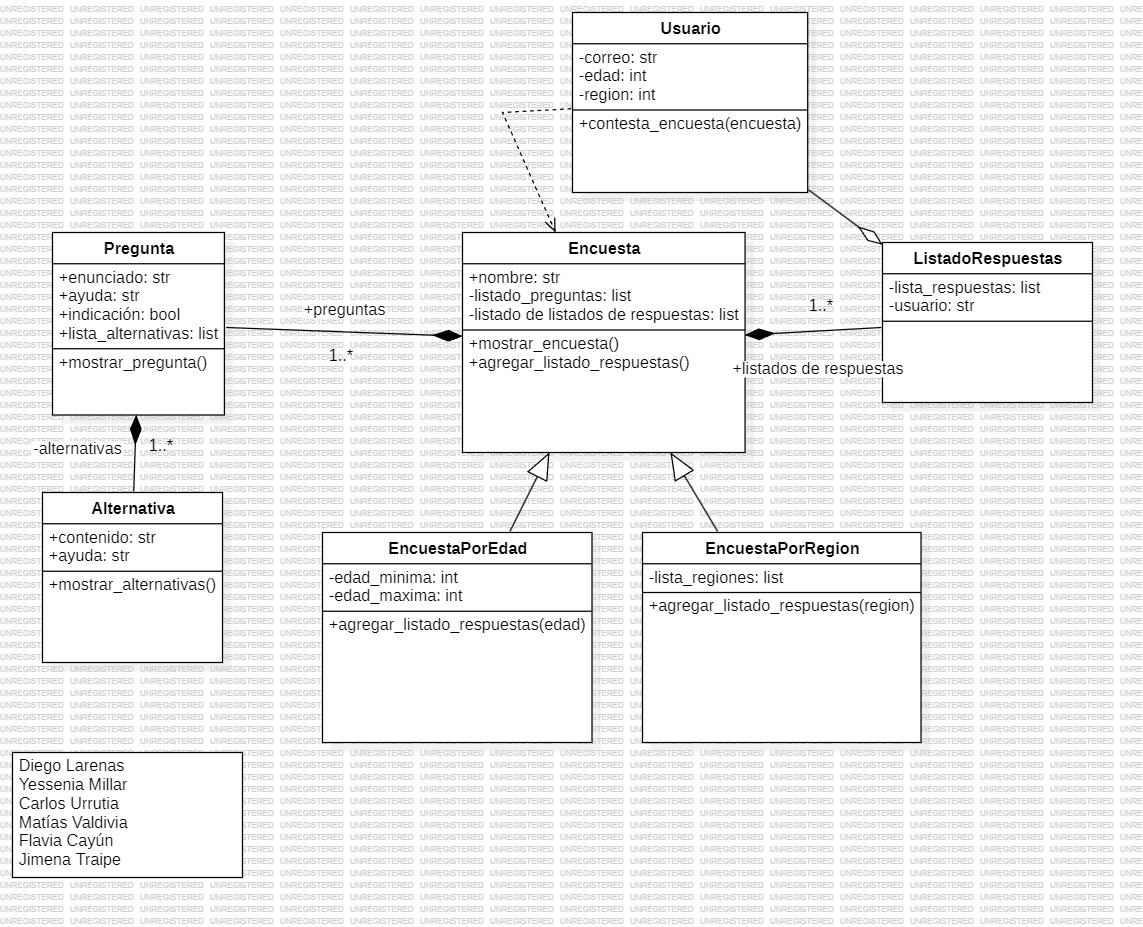 Usuario
-correo: str
-edad: int
-region: int
+contesta_encuesta(encuesta)
Pregunta
+enunciado: str
+ayuda: str
+indicación: bool
+lista_alternativas: list
+mostrar_pregunta()
+preguntas
1..*
Encuesta
+nombre: str
-listado_preguntas: list
-listado de listados de respuestas: list
+mostrar_encuesta()
+agregar_listado_respuestas()
1..*
+listados de respuestas
ListadoRespuestas
-lista_respuestas: list
-usuario: str
-alternativas
1..*
Alternativa
+contenido: str
+ayuda: str
+mostrar_alternativas()
EncuestaPorEdad
-edad_minima: int
-edad_maxima: int
+agregar_listado_respuestas(edad)
EncuestaPorRegion
-lista_regiones: list
+agregar_listado_respuestas(region)
Diego Larenas
Yessenia Millar
Carlos Urrutia
Matías Valdivia
Flavia Cayún
Jimena Traipe
UNREGISTERED